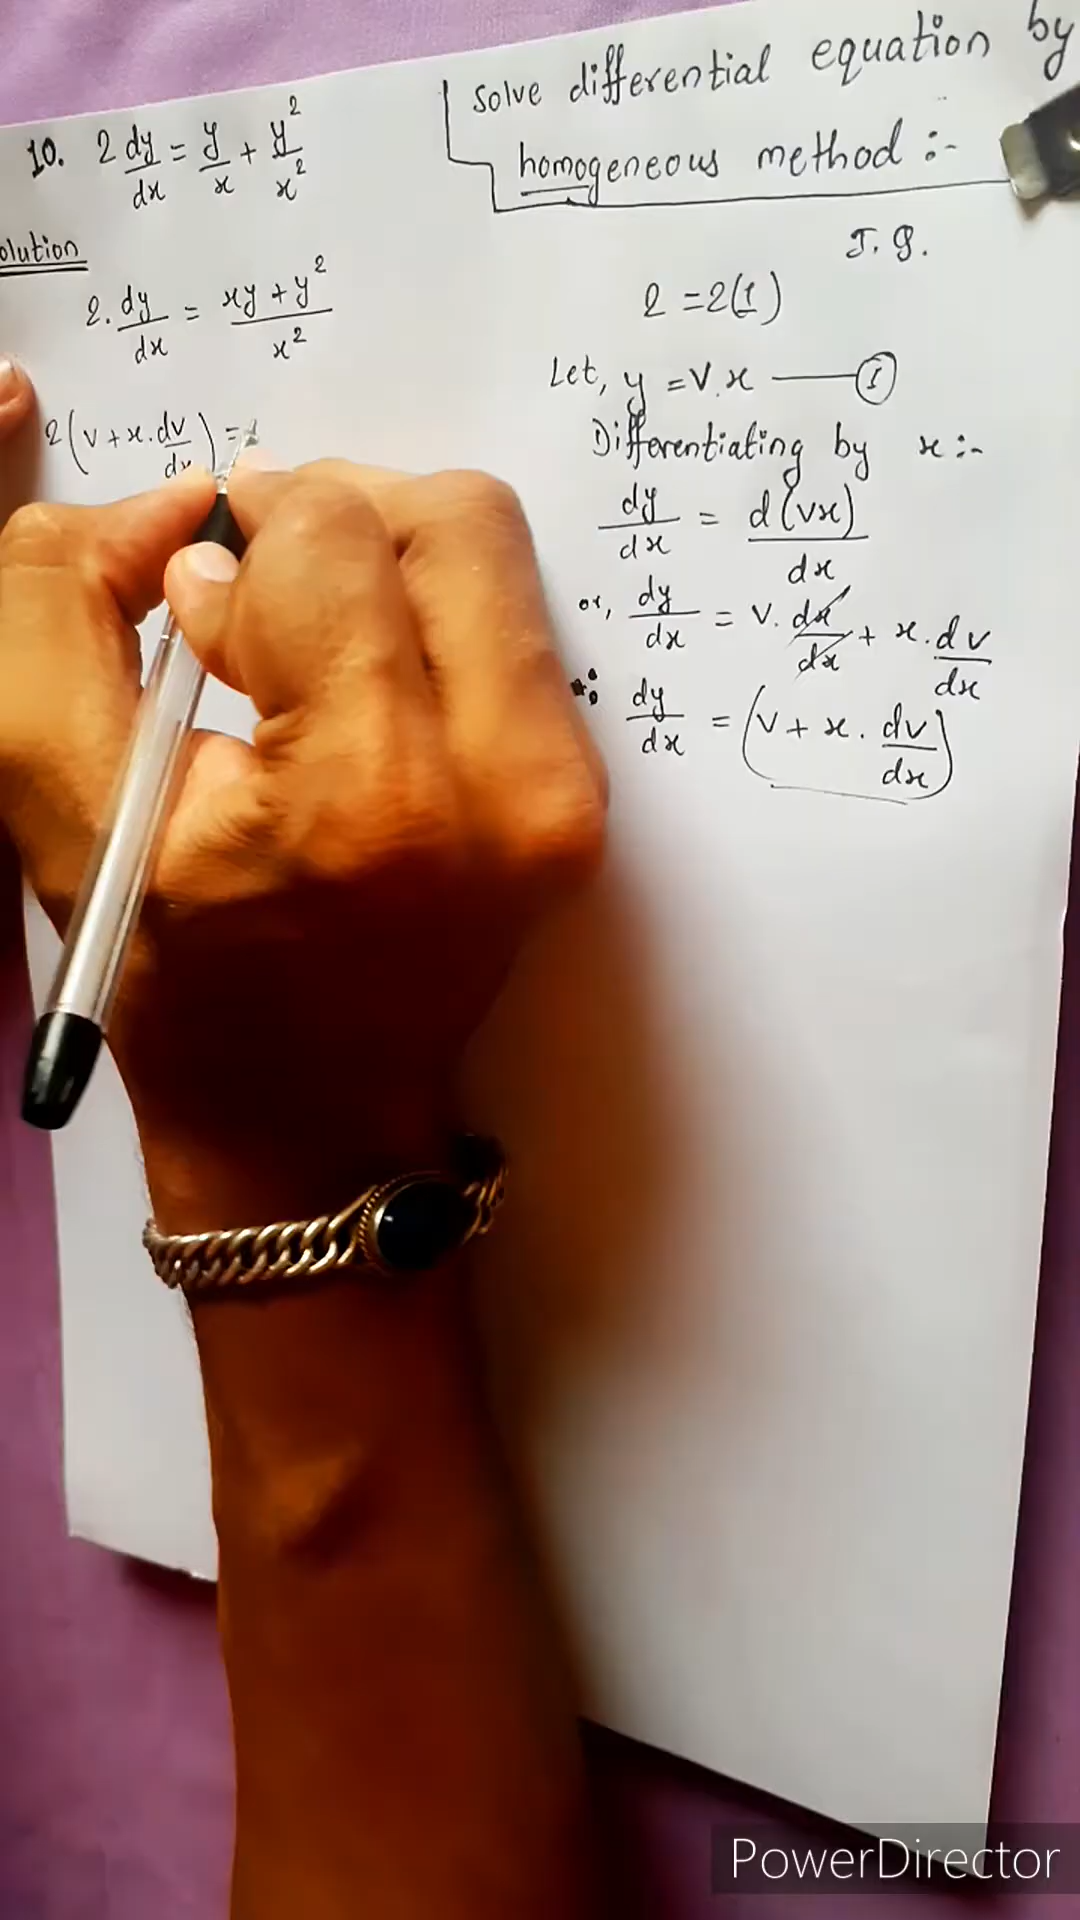 solve differential equation by
homogeneous method :-
10. 2 dy/dx = y/x + y²/x²
olution
2. dy/dx = xy + y²/x²
2(v + x. dv/dx) =
I. g.
2 = 2(1)
Let, y = v.x —— (1)
Differentiating by x :-
dy/dx = d(vx)/dx
or, dy/dx = v. dx/dx + x. dv/dx
∴ dy/dx = (v + x. dv/dx)
PowerDirector